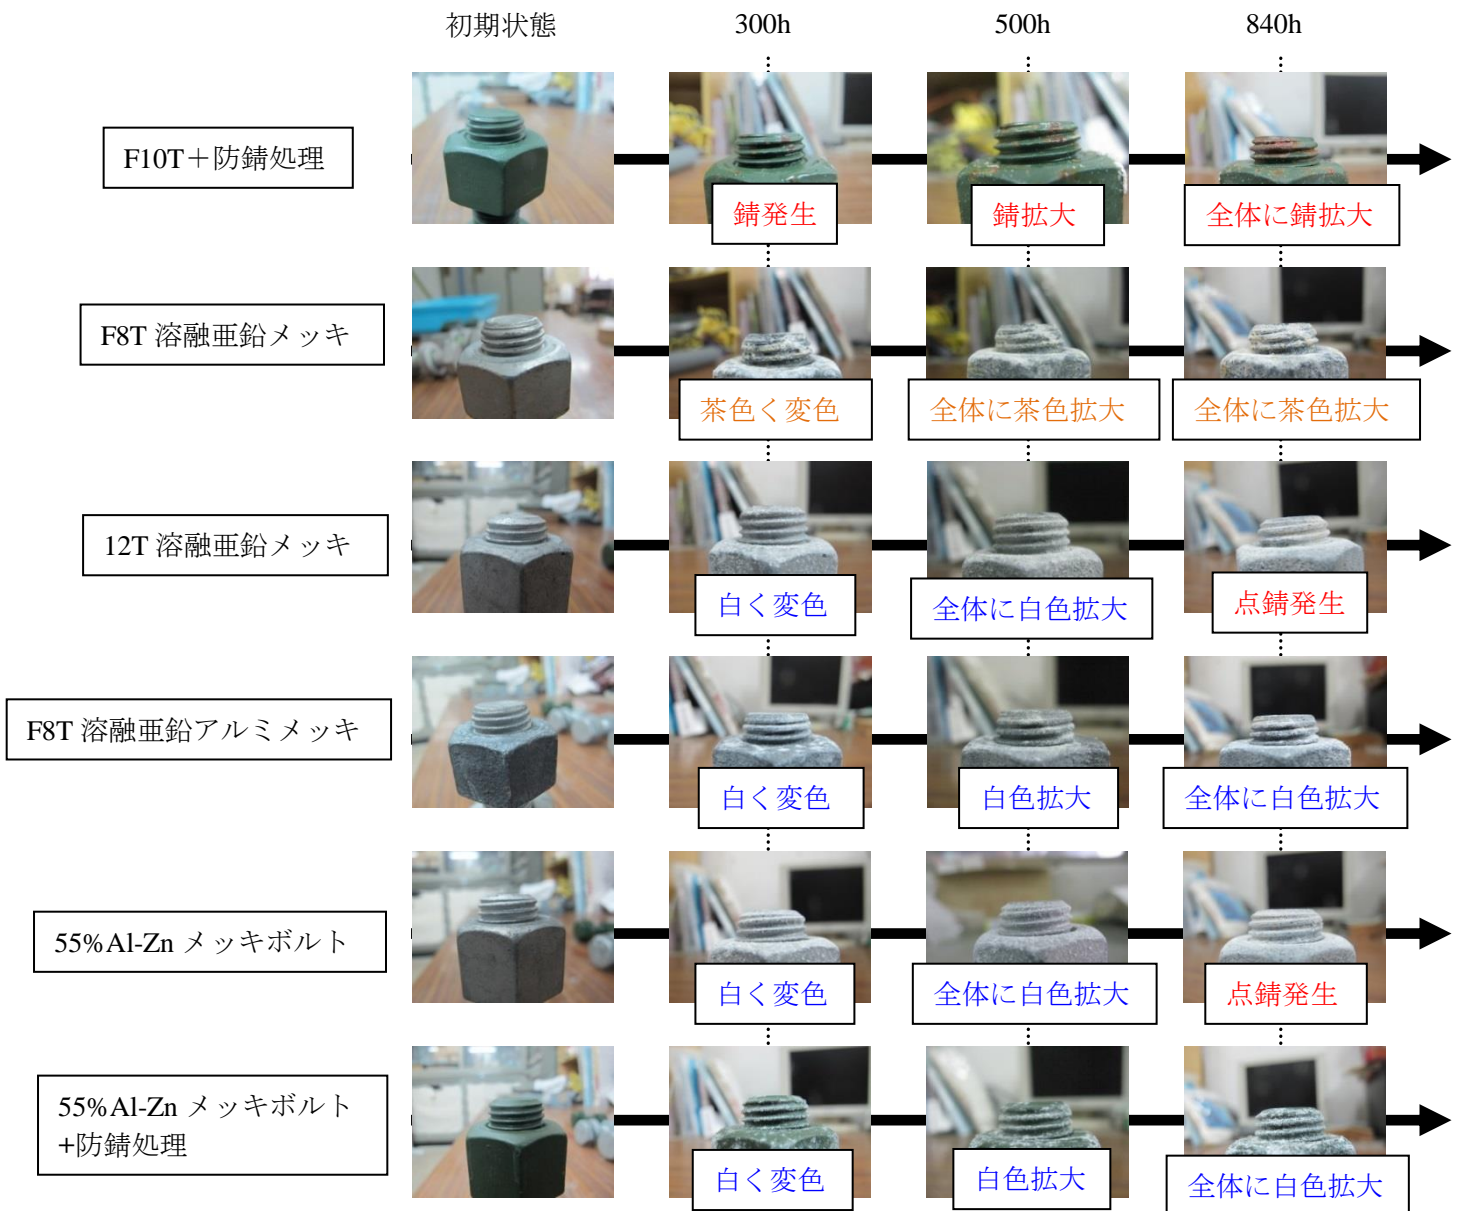 初期状態
300h
500h
840h
F10T＋防錆処理
錆発生
錆拡大
全体に錆拡大
F8T 溶融亜鉛メッキ
茶色く変色
全体に茶色拡大
全体に茶色拡大
12T 溶融亜鉛メッキ
白く変色
全体に白色拡大
点錆発生
F8T 溶融亜鉛アルミメッキ
白く変色
白色拡大
全体に白色拡大
55%Al-Zn メッキボルト
白く変色
全体に白色拡大
点錆発生
55%Al-Zn メッキボルト
+防錆処理
白く変色
白色拡大
全体に白色拡大